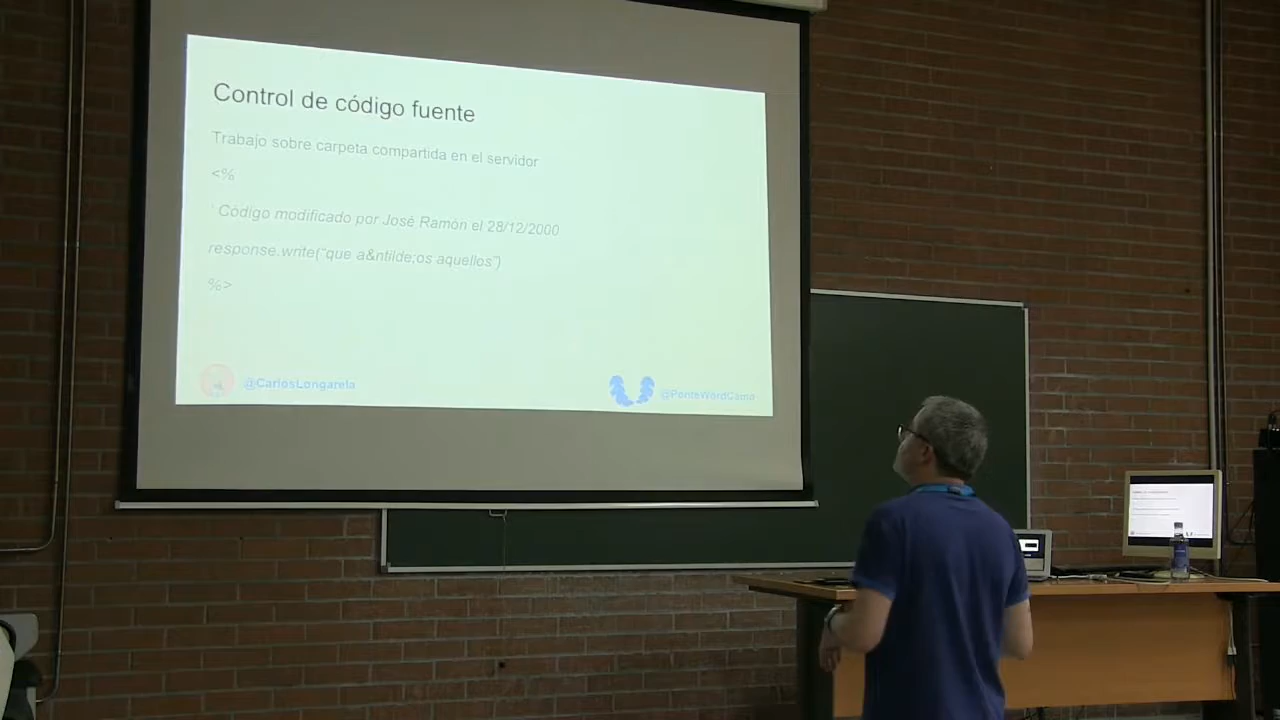 Control de código fuente
Trabajo sobre carpeta compartida en el servidor
<%
' Código modificado por José Ramón el 28/12/2000
response.write("que a&ntilde;os aquellos")
%>
@CarlosLongarela
@PonteWordCamp